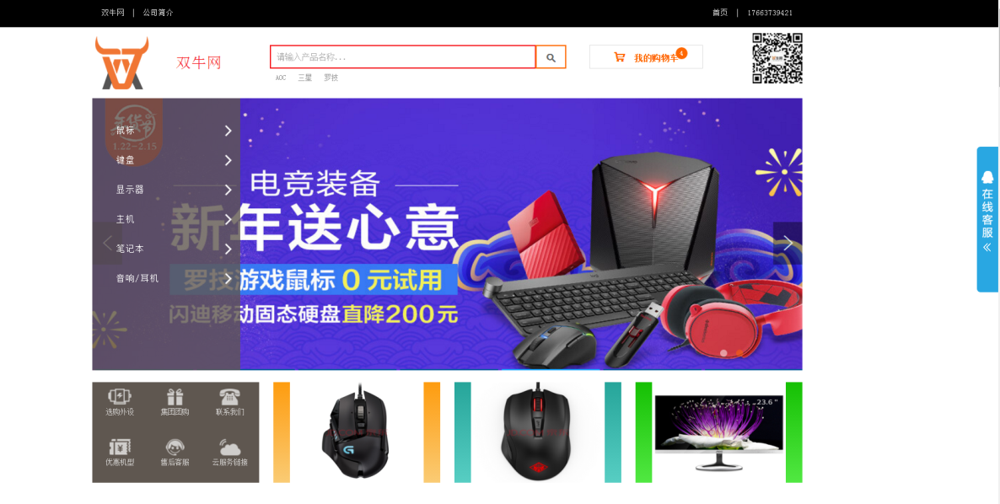 双牛网 | 公司简介
首页 | 17663739421
双牛网
请输入产品名称...
我的购物车
4
AOC 三星 罗技
年货节
1.22-2.15
鼠标
键盘
显示器
主机
笔记本
音响/耳机
电竞装备
新年送心意
罗技游戏鼠标0元试用
闪迪移动固态硬盘直降200元
在线客服
选购外设
集团团购
联系我们
优惠机型
售后客服
云服务链接
23.6"